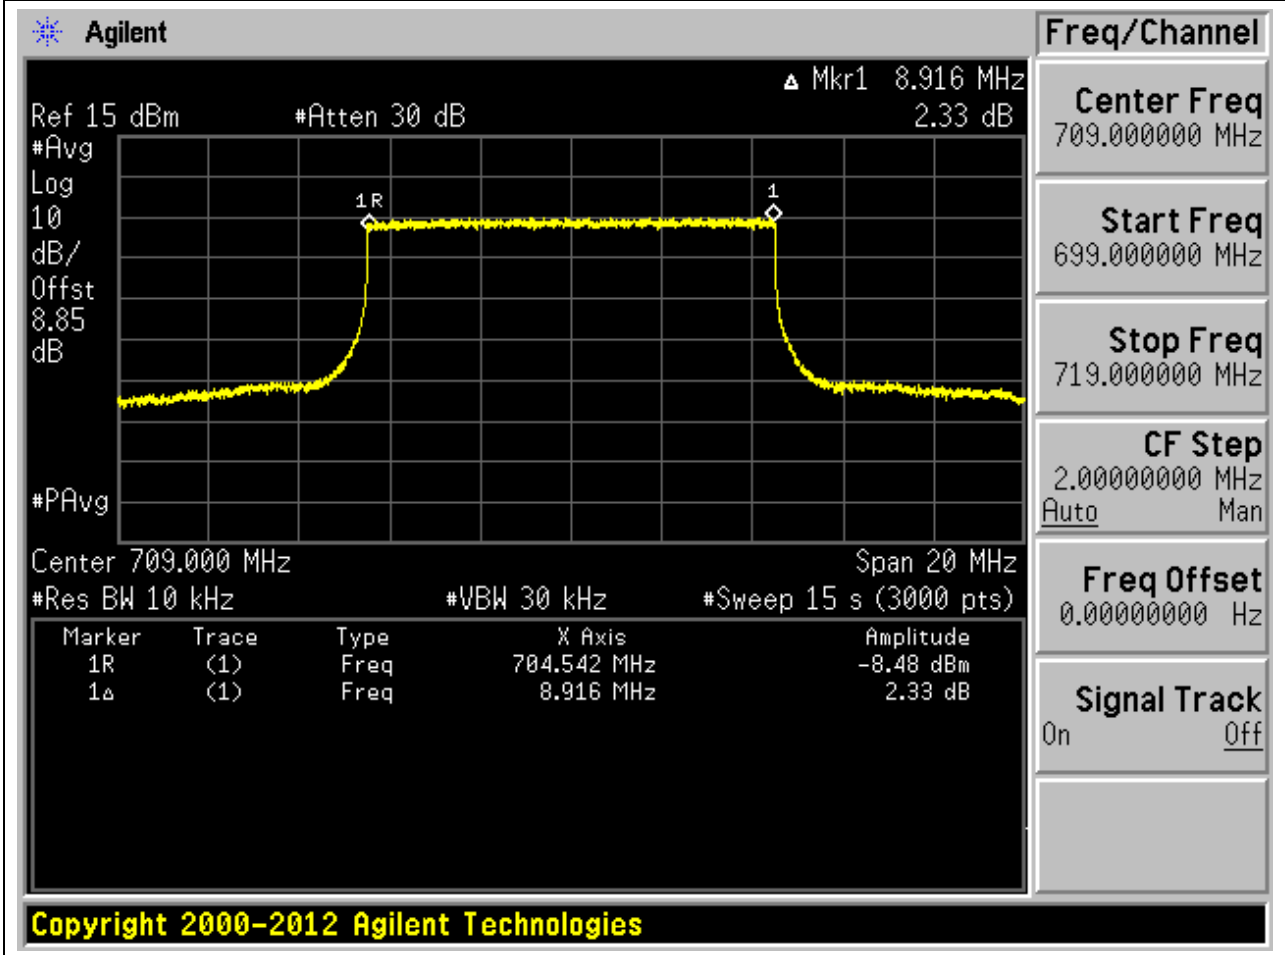 Agilent
Freq/Channel
Δ Mkr1 8.916 MHz
Ref 15 dBm #Atten 30 dB 2.33 dB
#Avg
Log
10
dB/
Offst
8.85
dB
1R
1
#PAvg
Center 709.000 MHz Span 20 MHz
#Res BW 10 kHz #VBW 30 kHz #Sweep 15 s (3000 pts)
Marker Trace Type X Axis Amplitude
1R (1) Freq 704.542 MHz -8.48 dBm
1Δ (1) Freq 8.916 MHz 2.33 dB
Center Freq
709.000000 MHz
Start Freq
699.000000 MHz
Stop Freq
719.000000 MHz
CF Step
2.00000000 MHz
Auto Man
Freq Offset
0.00000000 Hz
Signal Track
On Off
Copyright 2000-2012 Agilent Technologies